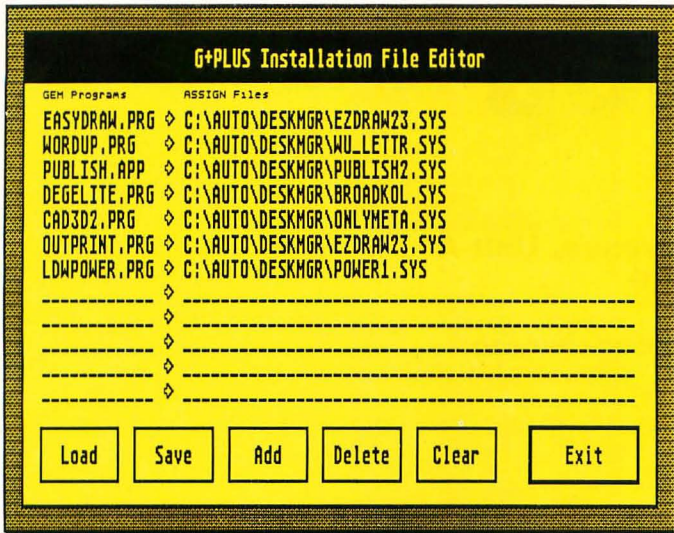 G+PLUS Installation File Editor
GEM Programs ASSIGN Files
EASYDRAW.PRG ◊ C:\AUTO\DESKMGR\EZDRAW23.SYS
WORDUP.PRG ◊ C:\AUTO\DESKMGR\WU_LETTR.SYS
PUBLISH.APP ◊ C:\AUTO\DESKMGR\PUBLISH2.SYS
DEGELITE.PRG ◊ C:\AUTO\DESKMGR\BROADKOL.SYS
CAD3D2.PRG ◊ C:\AUTO\DESKMGR\ONLYMETA.SYS
OUTPRINT.PRG ◊ C:\AUTO\DESKMGR\EZDRAW23.SYS
LDWPOWER.PRG ◊ C:\AUTO\DESKMGR\POWER1.SYS
Load Save Add Delete Clear Exit